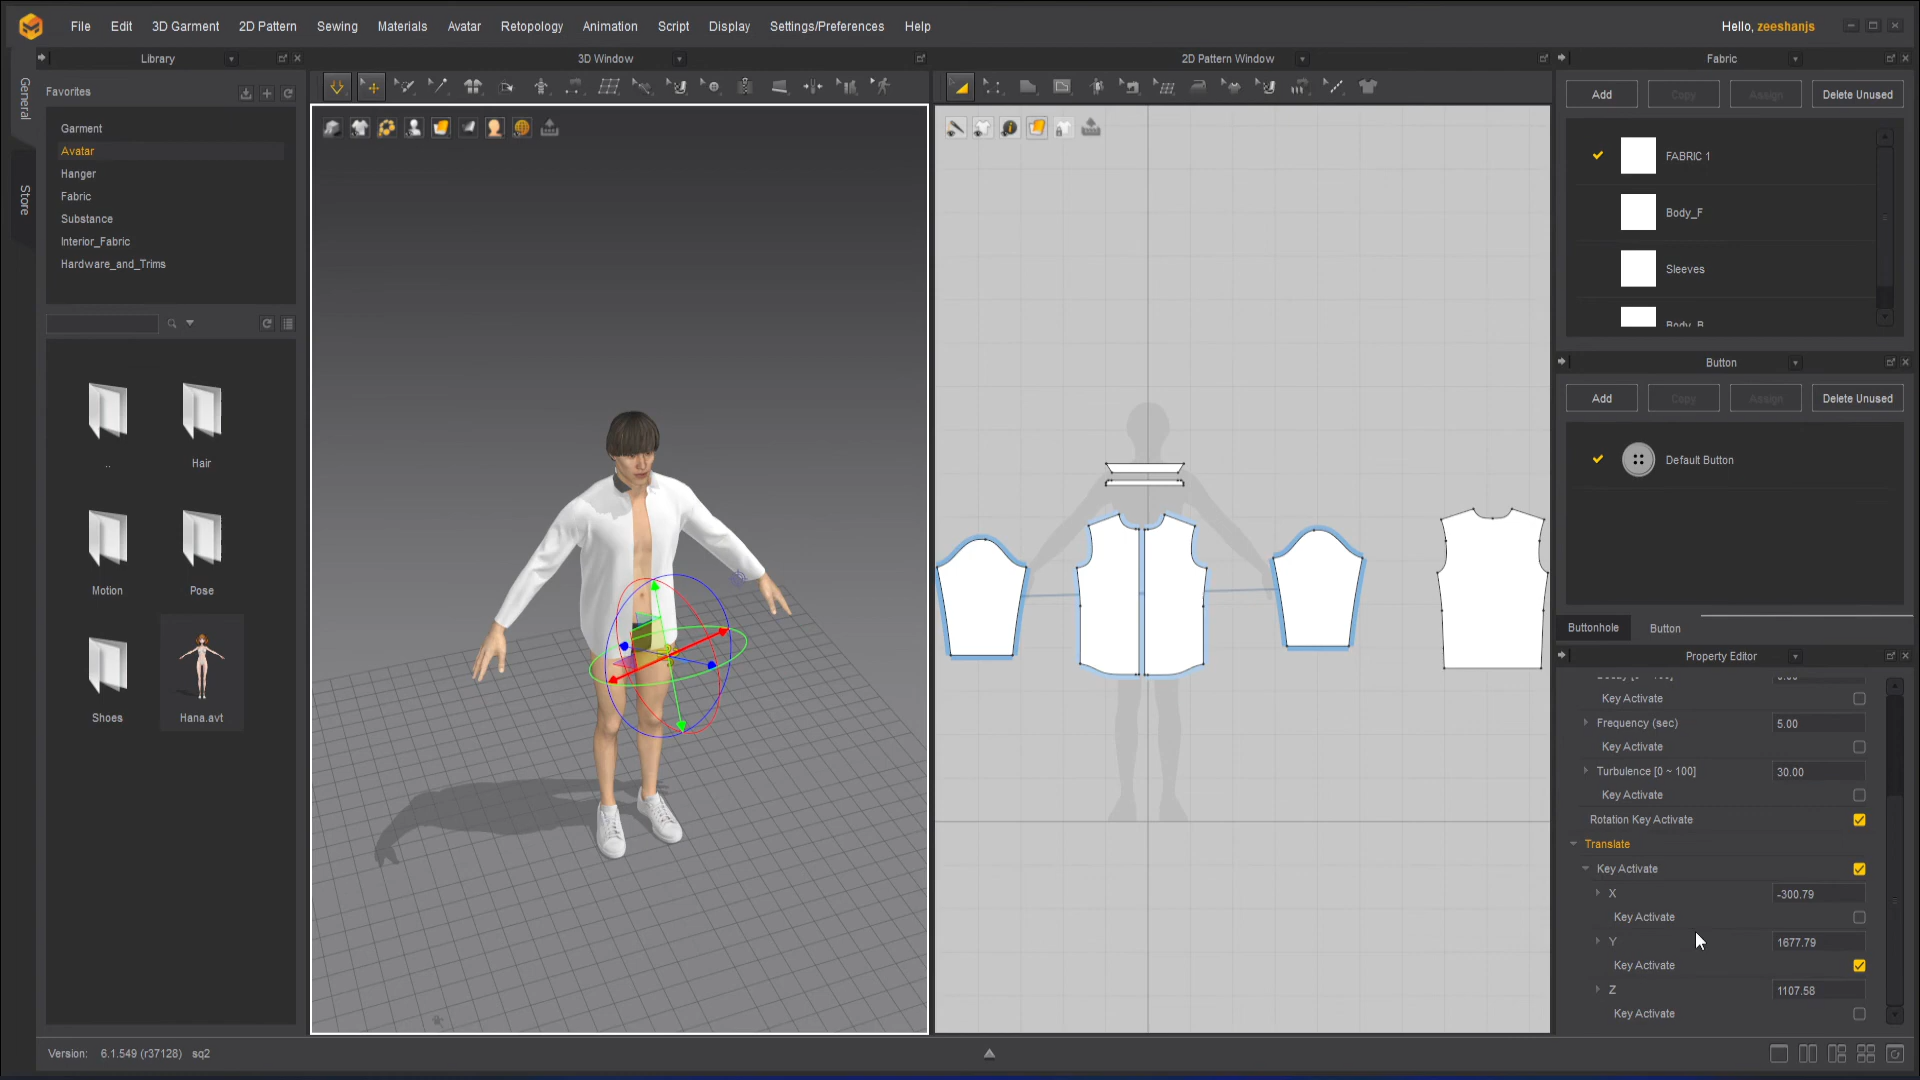 File Edit 3D Garment 2D Pattern Sewing Materials Avatar Retopology Animation Script Display Settings/Preferences Help Hello, zeeshanjs
Library 3D Window 2D Pattern Window Fabric
General
Store
Favorites
Garment
Avatar
Hanger
Fabric
Substance
Interior_Fabric
Hardware_and_Trims
..
Hair
Motion
Pose
Shoes
Hana.avt
Add Copy Assign Delete Unused
FABRIC 1
Body_F
Sleeves
Body_B
Button
Add Copy Assign Delete Unused
Default Button
Buttonhole Button
Property Editor
Key Activate
Frequency (sec) 5.00
Key Activate
Turbulence [0 ~ 100] 30.00
Key Activate
Rotation Key Activate
Translate
Key Activate
X -300.79
Key Activate
Y 1677.79
Key Activate
Z 1107.58
Key Activate
Version: 6.1.549 (r37128) sq2